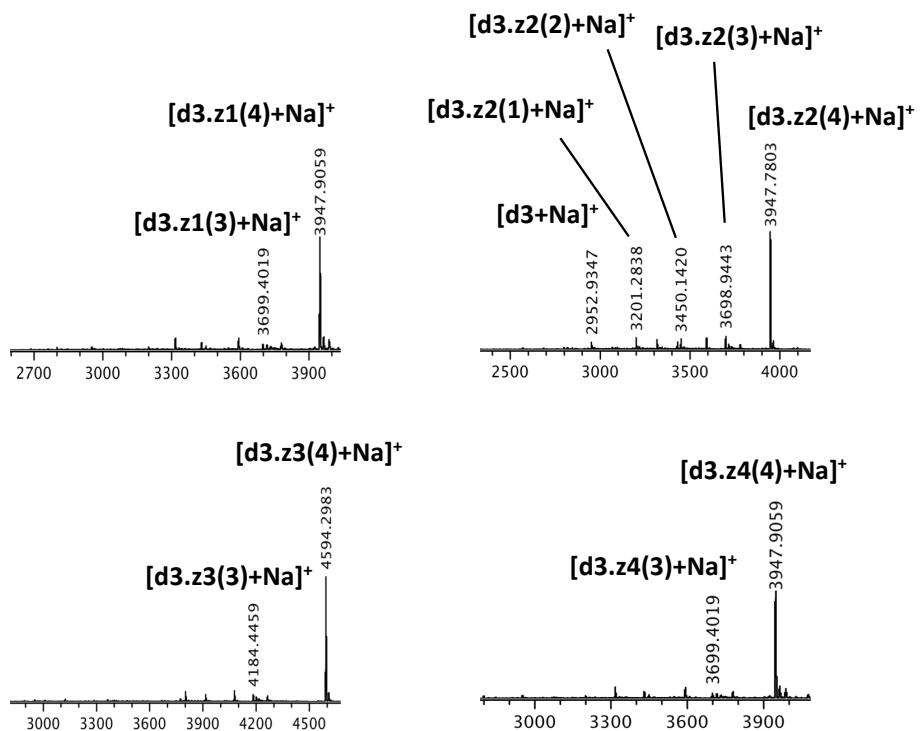 [d3.z1(4)+Na]+
3947.9059
[d3.z1(3)+Na]+
3699.4019
2700 3000 3300 3600 3900
[d3.z2(2)+Na]+
[d3.z2(3)+Na]+
[d3.z2(1)+Na]+
[d3.z2(4)+Na]+
[d3+Na]+
2952.9347
3201.2838
3450.1420
3698.9443
3947.7803
2500 3000 3500 4000
[d3.z3(4)+Na]+
4594.2983
[d3.z3(3)+Na]+
4184.4459
3000 3300 3600 3900 4200 4500
[d3.z4(4)+Na]+
3947.9059
[d3.z4(3)+Na]+
3699.4019
3000 3300 3600 3900